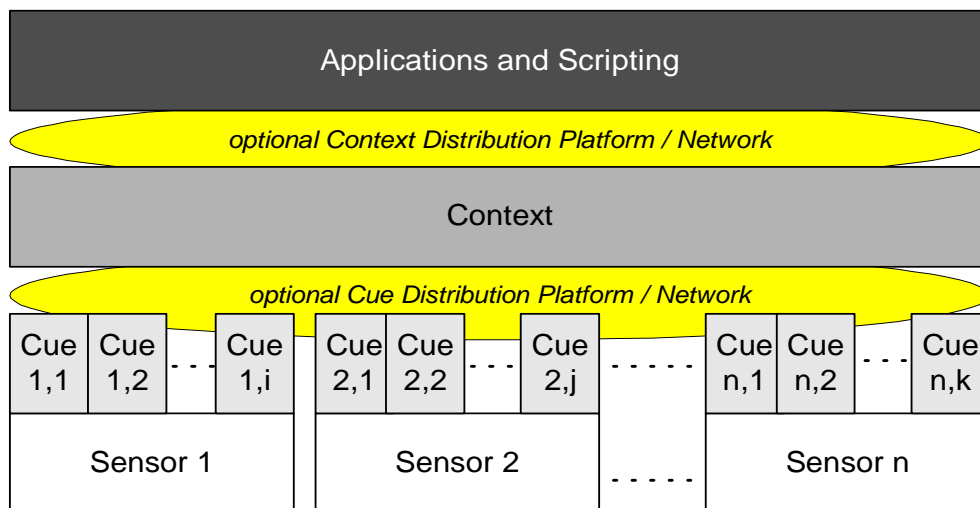 Applications and Scripting
optional Context Distribution Platform / Network
Context
optional Cue Distribution Platform / Network
Cue Cue Cue Cue Cue Cue Cue Cue Cue
1,1 1,2 - - - 1,i 2,1 2,2 - - - 2,j - - - - - n,1 n,2 - - - n,k
Sensor 1 Sensor 2 - - - - - Sensor n